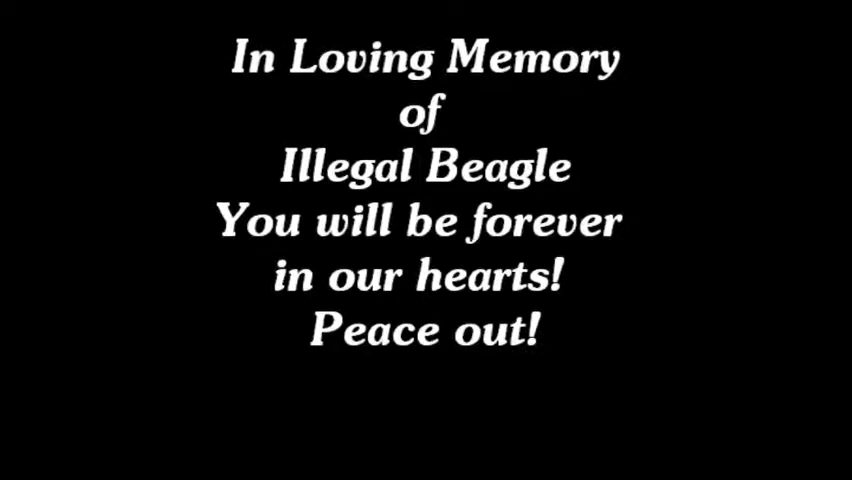 In Loving Memory
of
Illegal Beagle
You will be forever
in our hearts!
Peace out!